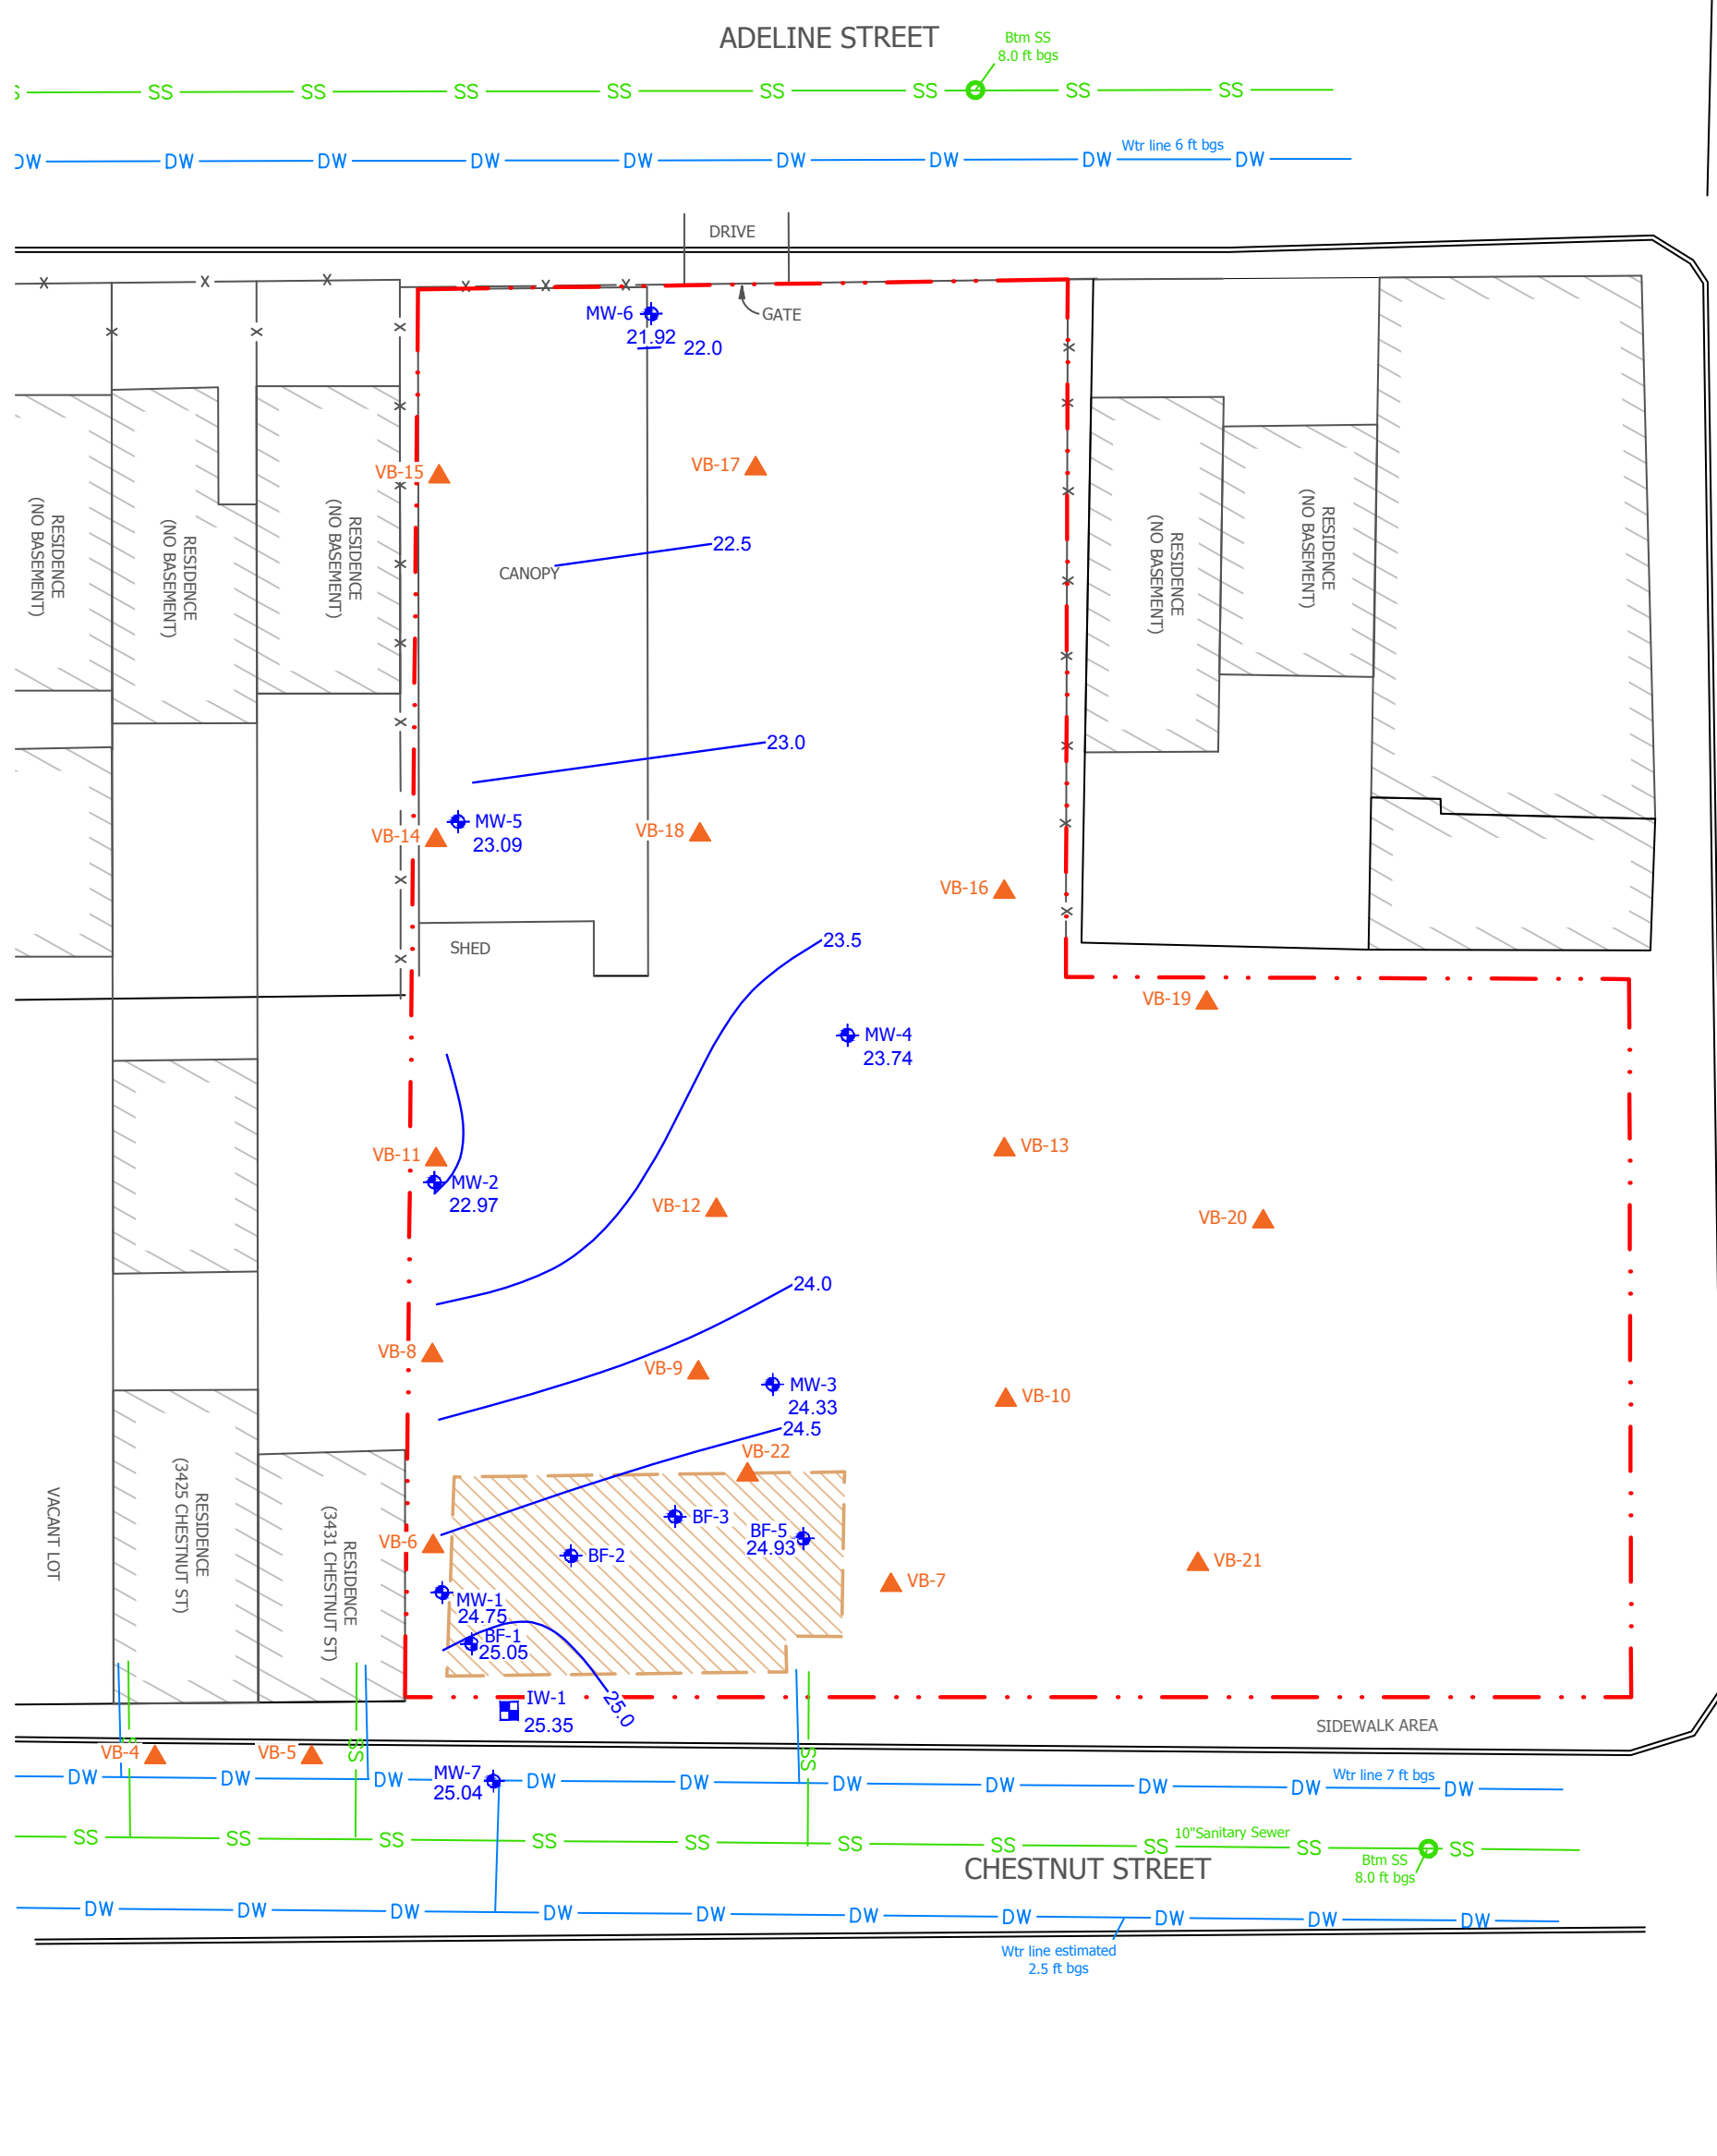 ADELINE STREET
Btm SS
8.0 ft bgs
S SS SS SS SS SS SS SS SS
Wtr line 6 ft bgs
DW DW DW DW DW DW DW DW DW
DRIVE
X X X X X X
GATE
MW-6
21.92
22.0
X X X X
VB-15
VB-17
X X X X
22.5
CANOPY
RESIDENCE
(NO BASEMENT)
RESIDENCE
(NO BASEMENT)
RESIDENCE
(NO BASEMENT)
RESIDENCE
(NO BASEMENT)
RESIDENCE
(NO BASEMENT)
X X X X
23.0
X X
MW-5
23.09
VB-14
VB-18
X
VB-16
X X
23.5
SHED
X
VB-19
MW-4
23.74
VB-11
VB-13
MW-2
22.97
VB-12
VB-20
24.0
VB-8
VB-9
MW-3
24.33
VB-10
24.5
VB-22
VACANT LOT
RESIDENCE
(3425 CHESTNUT ST)
RESIDENCE
(3431 CHESTNUT ST)
VB-6
BF-3
BF-5
24.93
BF-2
VB-21
VB-7
MW-1
24.75
BF-1
25.05
IW-1
25.35
25.0
SIDEWALK AREA
VB-4
VB-5
SS
SS
MW-7
25.04
Wtr line 7 ft bgs
DW DW DW DW DW DW DW DW DW DW
10"Sanitary Sewer
SS SS SS SS SS SS SS SS SS SS
CHESTNUT STREET
Btm SS
8.0 ft bgs
DW DW DW DW DW DW DW DW DW DW
Wtr line estimated
2.5 ft bgs